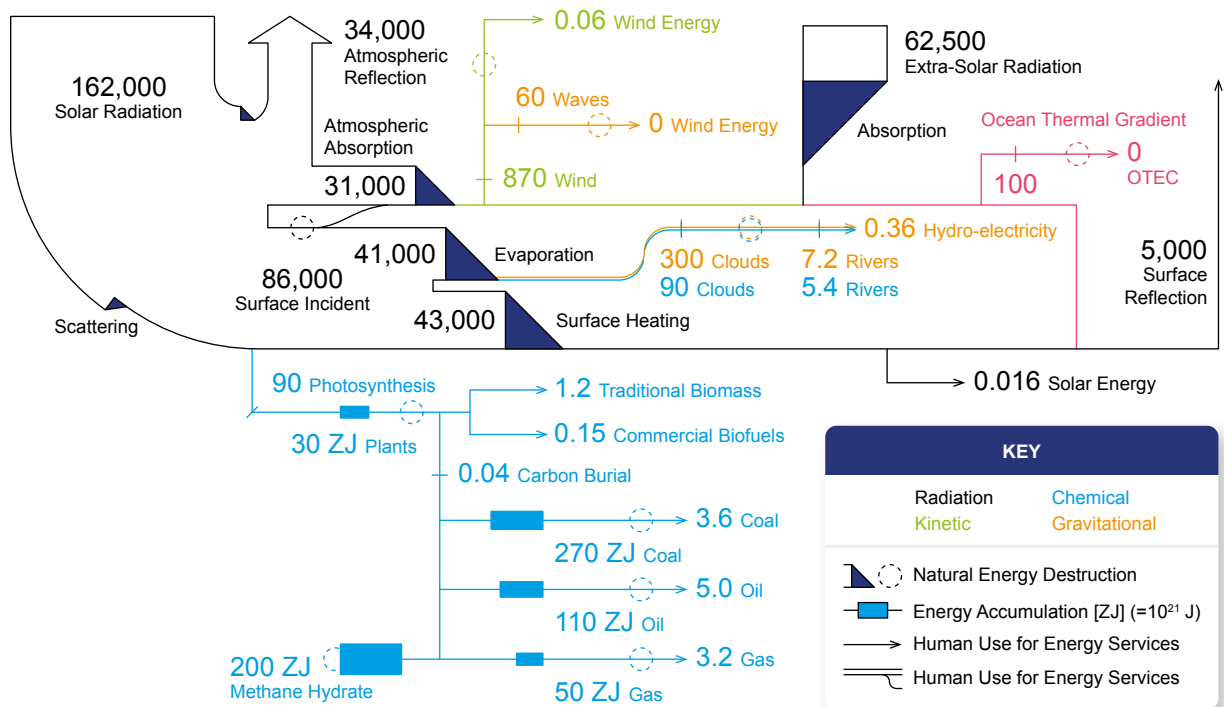 162,000
Solar Radiation
34,000
Atmospheric
Reflection
Atmospheric
Absorption
31,000
0.06 Wind Energy
60 Waves
0 Wind Energy
870 Wind
62,500
Extra-Solar Radiation
Absorption
Ocean Thermal Gradient
0
OTEC
100
41,000
Evaporation
86,000
Surface Incident
43,000
Surface Heating
300 Clouds
90 Clouds
7.2 Rivers
5.4 Rivers
0.36 Hydro-electricity
5,000
Surface
Reflection
Scattering
90 Photosynthesis
30 ZJ Plants
1.2 Traditional Biomass
0.15 Commercial Biofuels
0.04 Carbon Burial
3.6 Coal
270 ZJ Coal
5.0 Oil
110 ZJ Oil
200 ZJ
Methane Hydrate
3.2 Gas
50 ZJ Gas
0.016 Solar Energy
KEY
Radiation
Chemical
Kinetic
Gravitational
Natural Energy Destruction
Energy Accumulation [ZJ] (=10²¹ J)
Human Use for Energy Services
Human Use for Energy Services